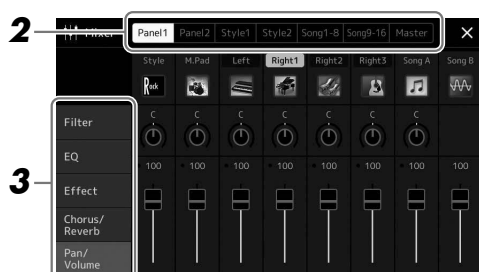 2
Mixer
Panel1 Panel2 Style1 Style2 Song1-8 Song9-16 Master ×
Style M.Pad Left Right1 Right2 Right3 Song A Song B
Rock
3
Filter
EQ
Effect
Chorus/
Reverb
Pan/
Volume
C C C C C C C
100 100 100 100 100 100 100 100